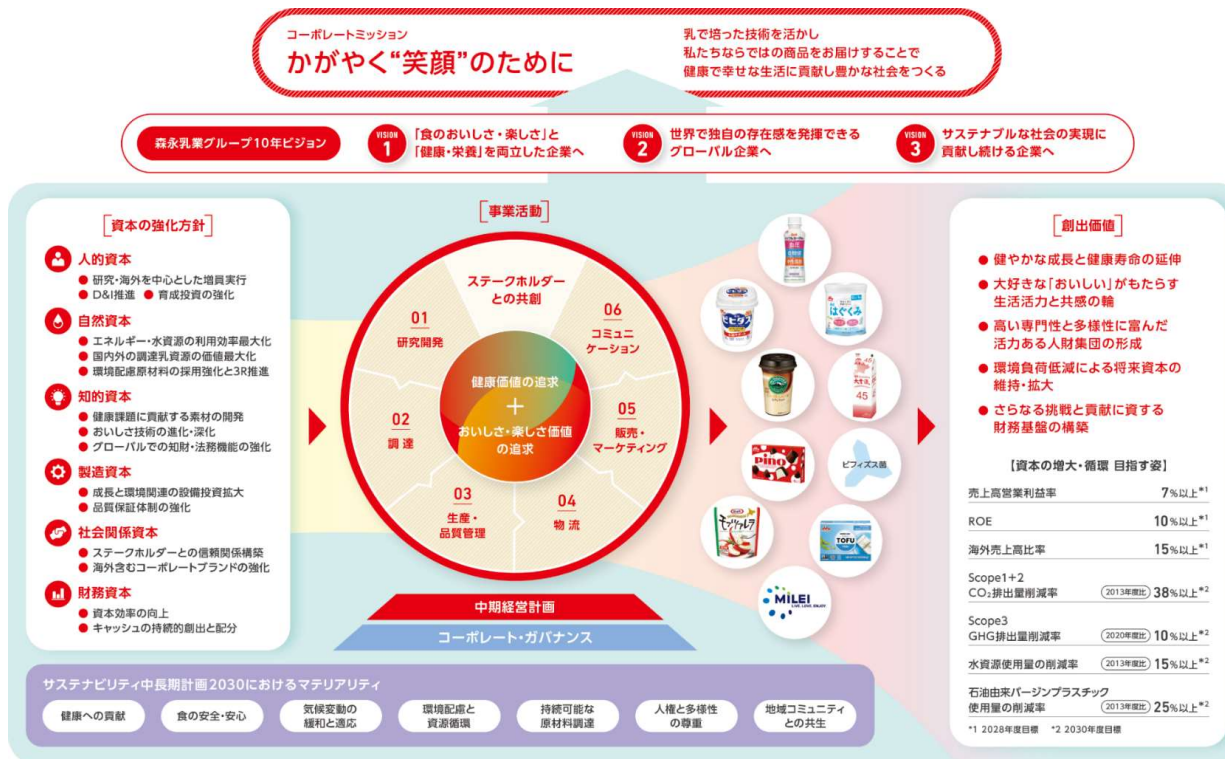 コーポレートミッション
かがやく“笑顔”のために
乳で培った技術を活かし
私たちならではの商品をお届けすることで
健康で幸せな生活に貢献し豊かな社会をつくる
森永乳業グループ10年ビジョン
VISION
1
「食のおいしさ・楽しさ」と
「健康・栄養」を両立した企業へ
VISION
2
世界で独自の存在感を発揮できる
グローバル企業へ
VISION
3
サステナブルな社会の実現に
貢献し続ける企業へ
[資本の強化方針]
人的資本
● 研究・海外を中心とした増員実行
● D&I推進 ● 育成投資の強化
自然資本
● エネルギー・水資源の利用効率最大化
● 国内外の調達乳資源の価値最大化
● 環境配慮原材料の採用強化と3R推進
知的資本
● 健康課題に貢献する素材の開発
● おいしさ技術の進化・深化
● グローバルでの知財・法務機能の強化
製造資本
● 成長と環境関連の設備投資拡大
● 品質保証体制の強化
社会関係資本
● ステークホルダーとの信頼関係構築
● 海外含むコーポレートブランドの強化
財務資本
● 資本効率の向上
● キャッシュの持続的創出と配分
[事業活動]
ステークホルダー
との共創
01
研究開発
02
調達
03
生産・
品質管理
04
物流
05
販売・
マーケティング
06
コミュニ
ケーション
健康価値の追求
+
おいしさ・楽しさ価値
の追求
中期経営計画
コーポレート・ガバナンス
ビヒダス
はぐくみ
45
Pino
ビフィズス菌
Kraft
モッツァレラ
TOFU
MILEI
LIVE. LOVE. ENJOY
[創出価値]
● 健やかな成長と健康寿命の延伸
● 大好きな「おいしい」がもたらす
生活活力と共感の輪
● 高い専門性と多様性に富んだ
活力ある人財集団の形成
● 環境負荷低減による将来資本の
維持・拡大
● さらなる挑戦と貢献に資する
財務基盤の構築
【資本の増大・循環 目指す姿】
売上高営業利益率 7%以上*1
ROE 10%以上*1
海外売上高比率 15%以上*1
Scope1+2
CO₂排出量削減率 2013年度比 38%以上*2
Scope3
GHG排出量削減率 2020年度比 10%以上*2
水資源使用量の削減率 2013年度比 15%以上*2
石油由来バージンプラスチック
使用量の削減率 2013年度比 25%以上*2
*1 2028年度目標 *2 2030年度目標
サステナビリティ中長期計画2030におけるマテリアリティ
健康への貢献
食の安全・安心
気候変動の
緩和と適応
環境配慮と
資源循環
持続可能な
原材料調達
人権と多様性
の尊重
地域コミュニティ
との共生